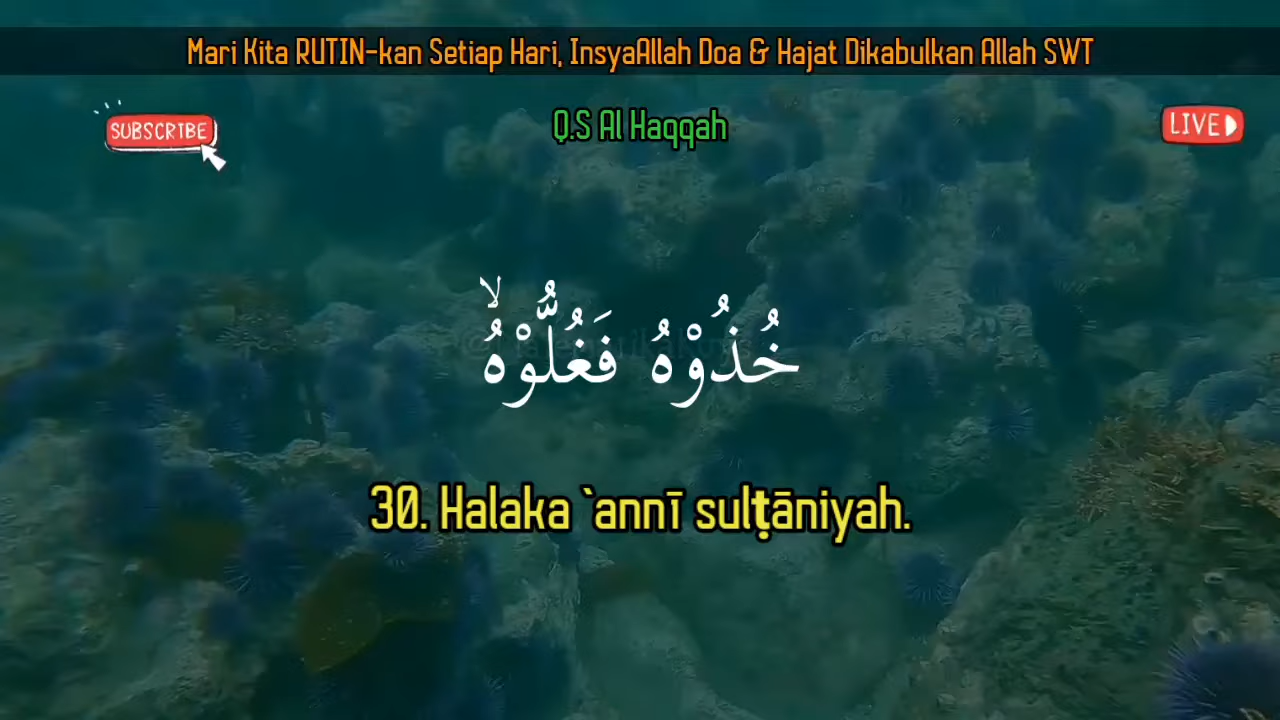 Mari Kita RUTIN-kan Setiap Hari, InsyaAllah Doa & Hajat Dikabulkan Allah SWT
SUBSCRIBE
Q.S Al Haqqah
LIVE
خُذُوْهُ فَغُلُّوْهُۙ
30. Halaka `annī sulṭāniyah.